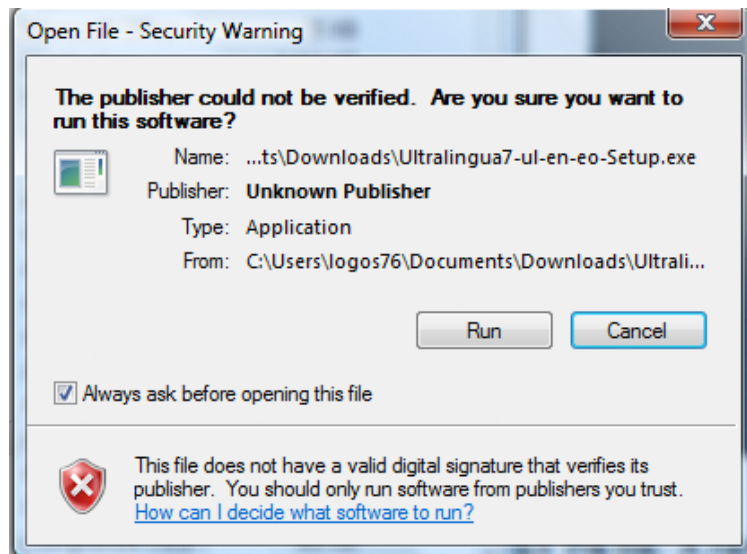 Open File - Security Warning
The publisher could not be verified. Are you sure you want to
run this software?
Name: ...ts\Downloads\Ultralingua7-ul-en-eo-Setup.exe
Publisher: Unknown Publisher
Type: Application
From: C:\Users\logos76\Documents\Downloads\Ultrali...
Run Cancel
Always ask before opening this file
This file does not have a valid digital signature that verifies its
publisher. You should only run software from publishers you trust.
How can I decide what software to run?